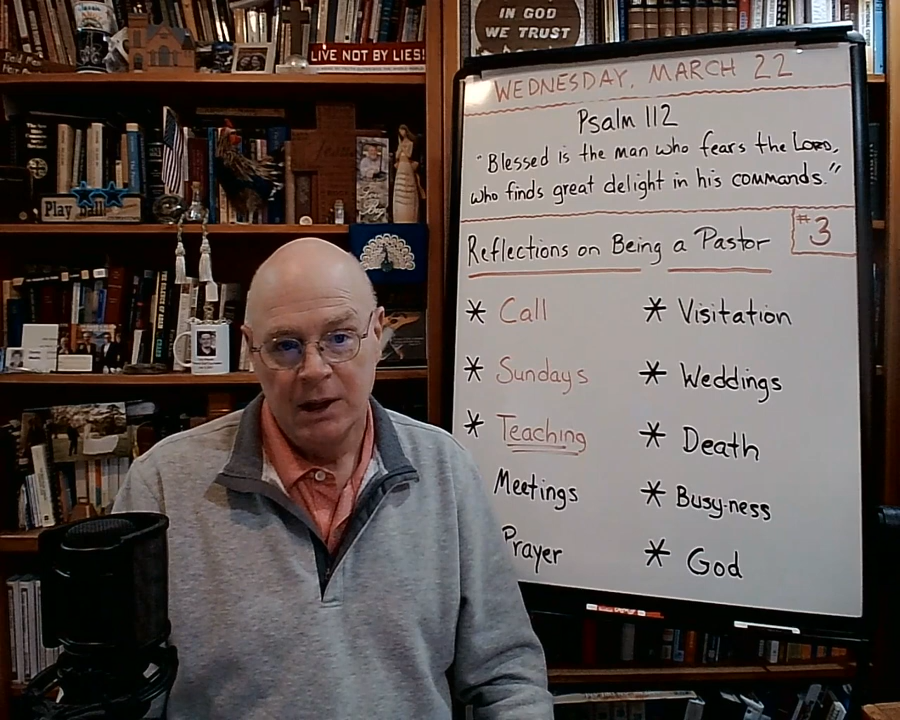 IN GOD
WE TRUST
LIVE NOT BY LIES!
Play Ball
WEDNESDAY, MARCH 22
Psalm 112
"Blessed is the man who fears the LORD,
who finds great delight in his commands."
Reflections on Being a Pastor #3
* Call
* Sundays
* Teaching
Meetings
Prayer
* Visitation
* Weddings
* Death
* Busy-ness
* God